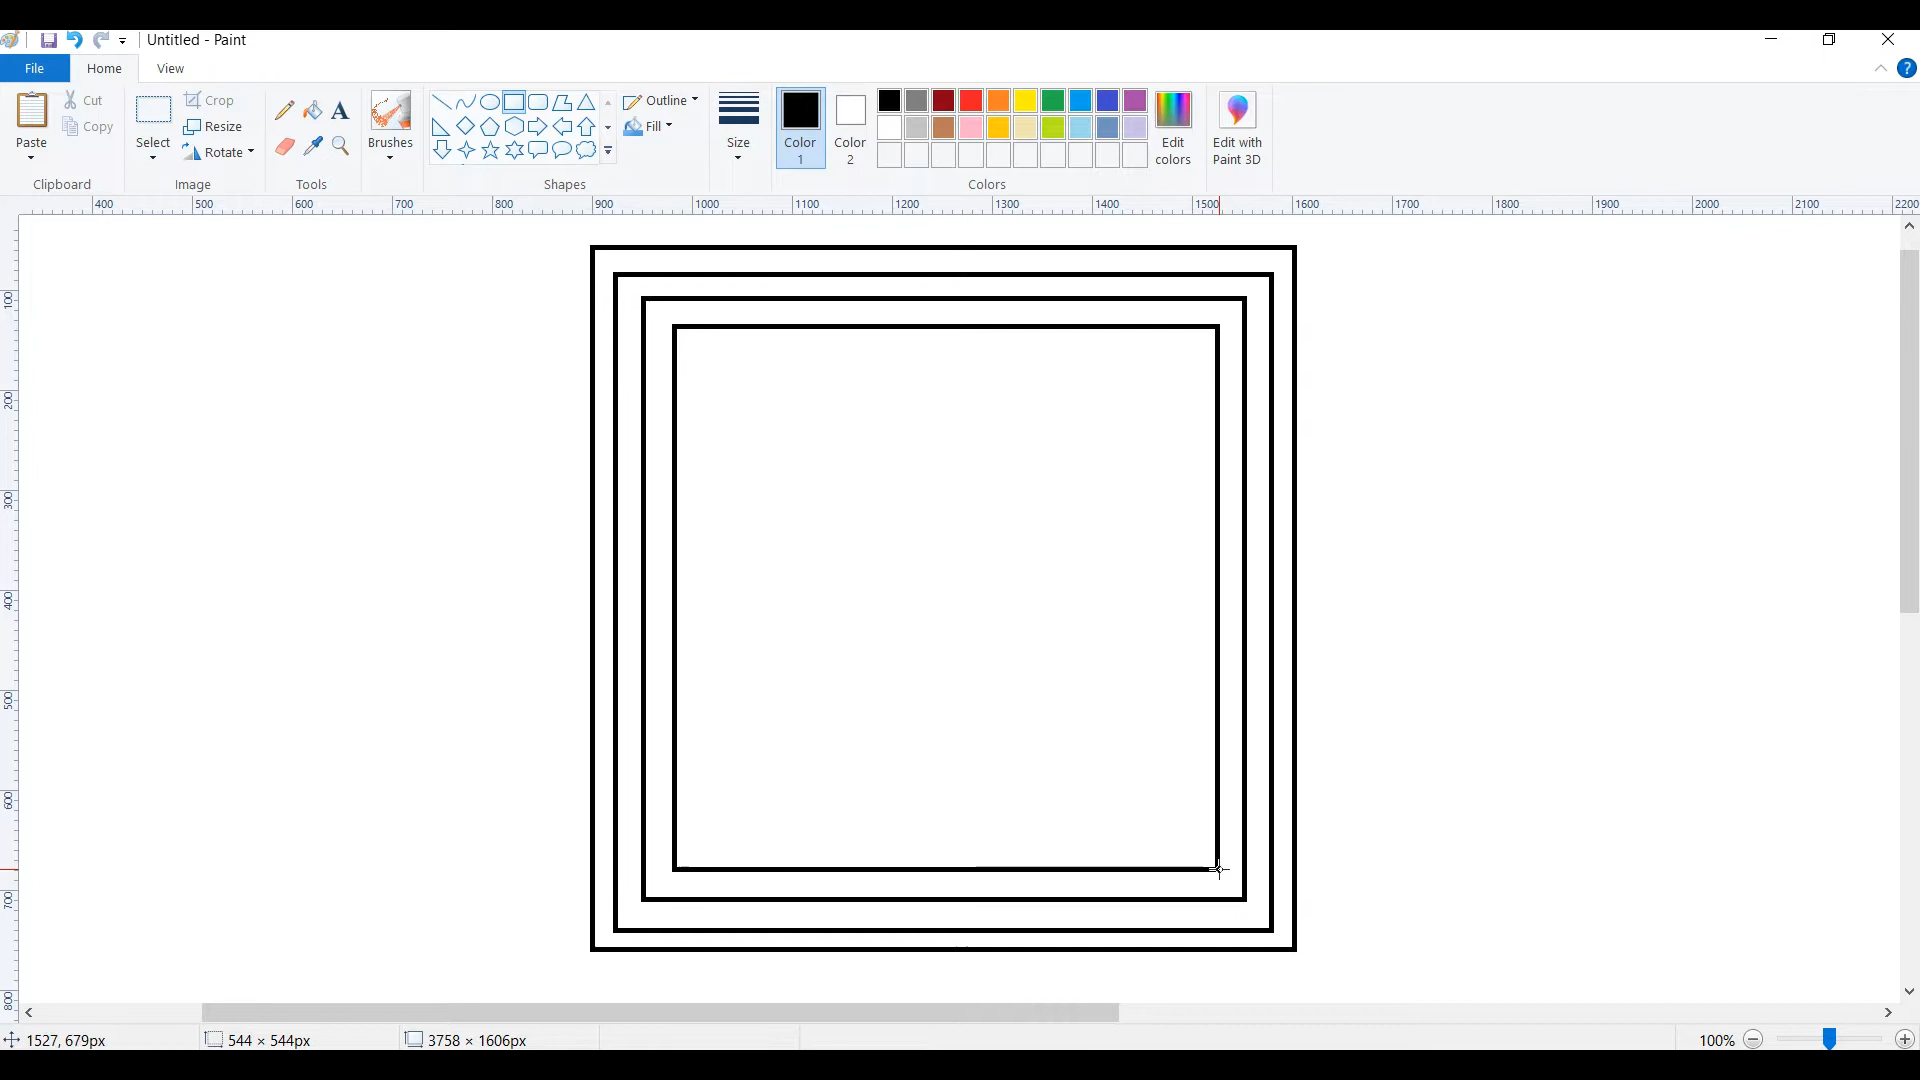 Untitled - Paint
File Home View
Paste Cut Copy Clipboard
Select Crop Resize Rotate Image
Tools
Brushes
Shapes
Outline Fill
Size
Color 1 Color 2
Edit colors
Colors
Edit with Paint 3D
400 500 600 700 800 900 1000 1100 1200 1300 1400 1500 1600 1700 1800 1900 2000 2100 2200
100
200
300
400
500
600
700
800
1527, 679px 544 × 544px 3758 × 1606px 100%